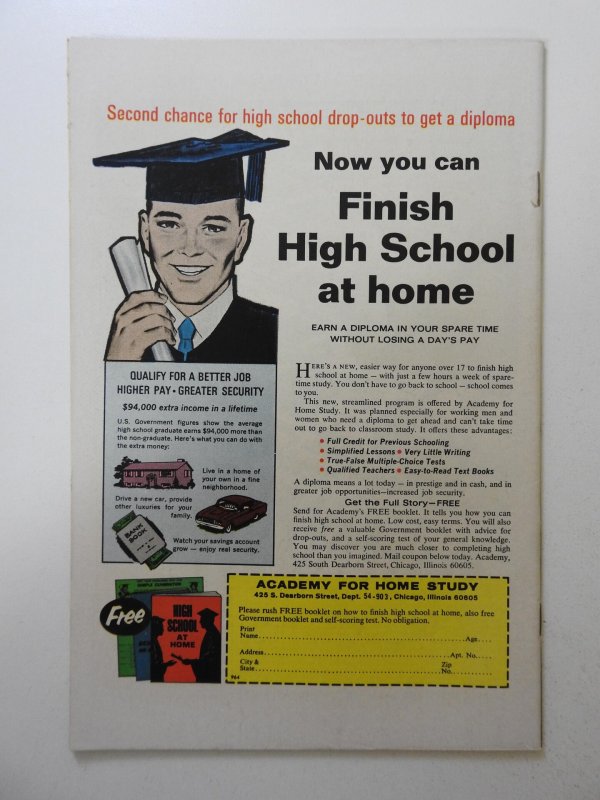 Second chance for high school drop-outs to get a diploma
Now you can
Finish
High School
at home
EARN A DIPLOMA IN YOUR SPARE TIME
WITHOUT LOSING A DAY'S PAY
HERE'S A NEW, easier way for anyone over 17 to finish high
school at home — with just a few hours a week of spare-
time study. You don't have to go back to school — school comes
to you.
This new, streamlined program is offered by Academy for
Home Study. It was planned especially for working men and
women who need a diploma to get ahead and can't take time
out to go back to classroom study. It offers these advantages:
• Full Credit for Previous Schooling
• Simplified Lessons • Very Little Writing
• True-False Multiple-Choice Tests
• Qualified Teachers • Easy-to-Read Text Books
A diploma means a lot today — in prestige and in cash, and in
greater job opportunities—increased job security.
Get the Full Story—FREE
Send for Academy's FREE booklet. It tells you how you can
finish high school at home. Low cost, easy terms. You will also
receive free a valuable Government booklet with advice for
drop-outs, and a self-scoring test of your general knowledge.
You may discover you are much closer to completing high
school than you imagined. Mail coupon below today. Academy,
425 South Dearborn Street, Chicago, Illinois 60605.
QUALIFY FOR A BETTER JOB
HIGHER PAY • GREATER SECURITY
$94,000 extra income in a lifetime
U.S. Government figures show the average
high school graduate earns $94,000 more than
the non-graduate. Here's what you can do with
the extra money:
Live in a home of
your own in a fine
neighborhood.
Drive a new car, provide
other luxuries for your
family.
BANK
BOOK
Watch your savings account
grow — enjoy real security.
Free
HIGH
SCHOOL
AT
HOME
ACADEMY FOR HOME STUDY
425 S. Dearborn Street, Dept. 54-902, Chicago, Illinois 60605
Please rush FREE booklet on how to finish high school at home, also free
Government booklet and self-scoring test. No obligation.
Print
Name..........Age....
Address..........Apt. No.....
City & Zip
State..........No..........
964